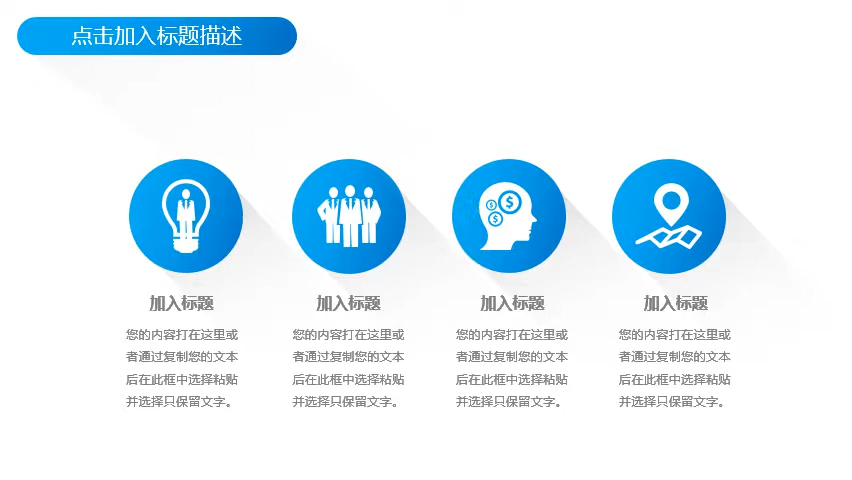 点击加入标题描述
加入标题
您的内容打在这里或
者通过复制您的文本
后在此框中选择粘贴
并选择只保留文字。
加入标题
您的内容打在这里或
者通过复制您的文本
后在此框中选择粘贴
并选择只保留文字。
加入标题
您的内容打在这里或
者通过复制您的文本
后在此框中选择粘贴
并选择只保留文字。
加入标题
您的内容打在这里或
者通过复制您的文本
后在此框中选择粘贴
并选择只保留文字。